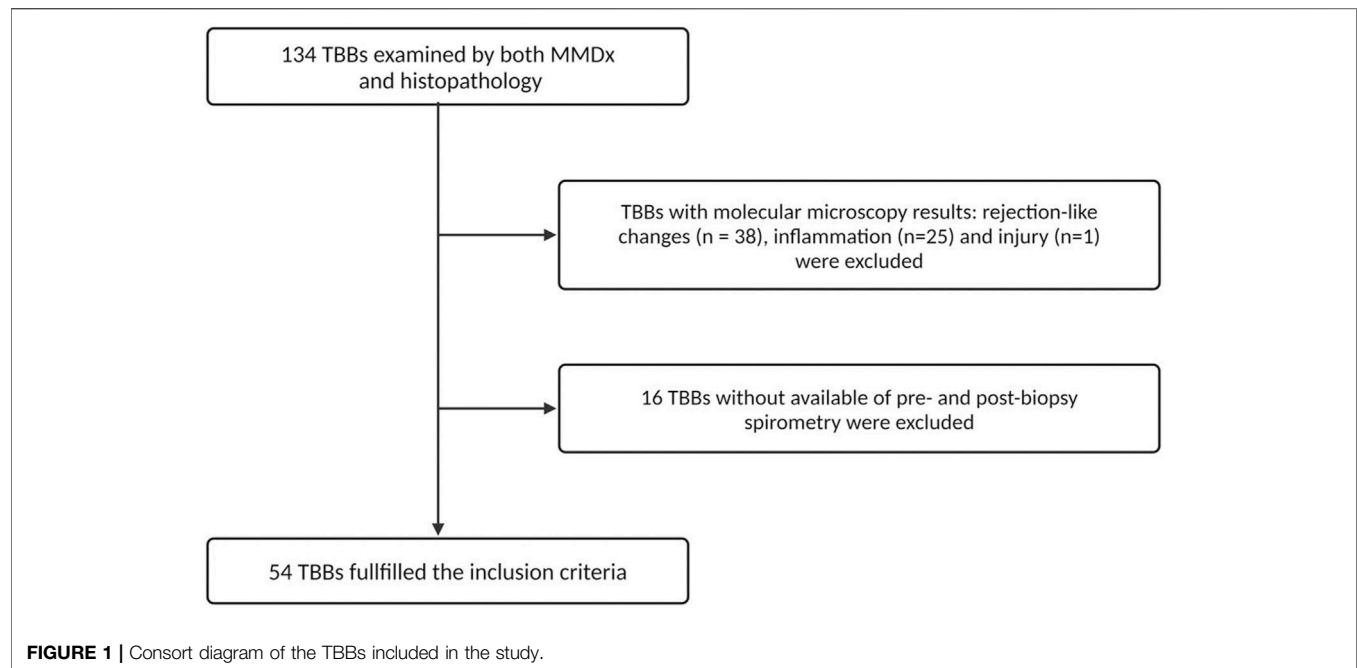 134 TBBs examined by both MMDx
and histopathology
TBBs with molecular microscopy results: rejection-like
changes (n = 38), inflammation (n=25) and injury (n=1)
were excluded
16 TBBs without available of pre- and post-biopsy
spirometry were excluded
54 TBBs fullfilled the inclusion criteria
FIGURE 1 | Consort diagram of the TBBs included in the study.